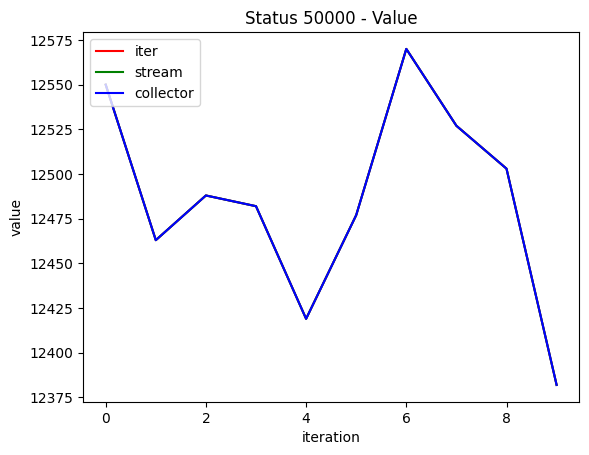 Status 50000 - Value
iter
stream
collector
value
12575
12550
12525
12500
12475
12450
12425
12400
12375
0 2 4 6 8
iteration